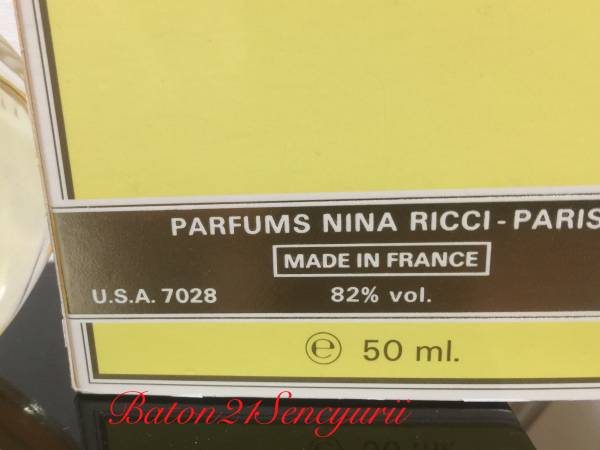 PARFUMS NINA RICCI - PARIS
MADE IN FRANCE
U.S.A. 7028 82% vol.
℮ 50 ml.
Baton21Sencyurii